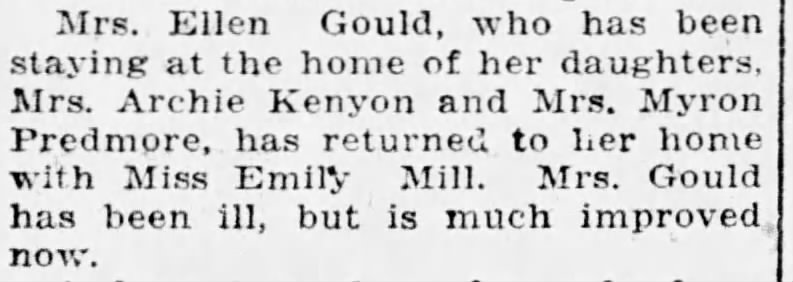 Mrs. Ellen Gould, who has been
staying at the home of her daughters,
Mrs. Archie Kenyon and Mrs. Myron
Predmore, has returned to her home
with Miss Emily Mill. Mrs. Gould
has been ill, but is much improved
now.